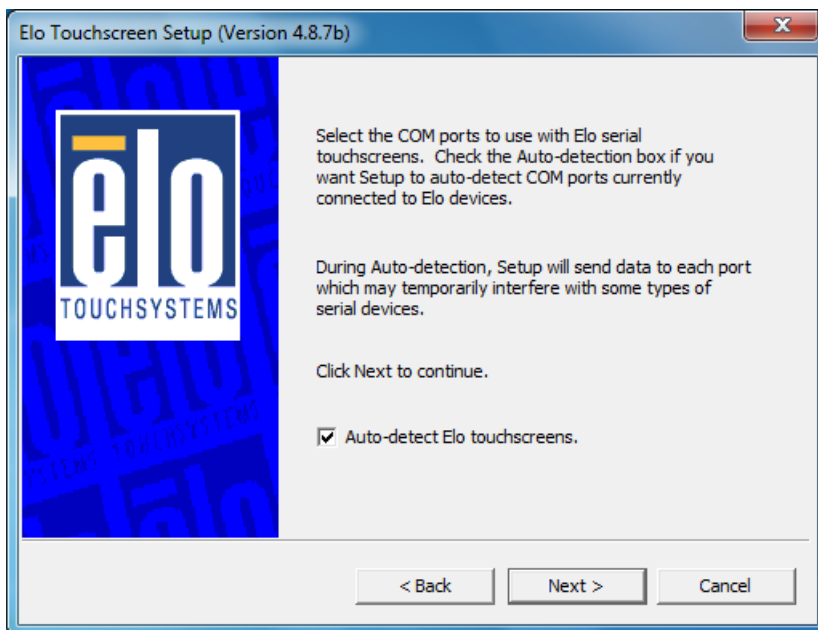 Elo Touchscreen Setup (Version 4.8.7b)
elo
TOUCHSYSTEMS
Select the COM ports to use with Elo serial
touchscreens. Check the Auto-detection box if you
want Setup to auto-detect COM ports currently
connected to Elo devices.
During Auto-detection, Setup will send data to each port
which may temporarily interfere with some types of
serial devices.
Click Next to continue.
Auto-detect Elo touchscreens.
< Back
Next >
Cancel